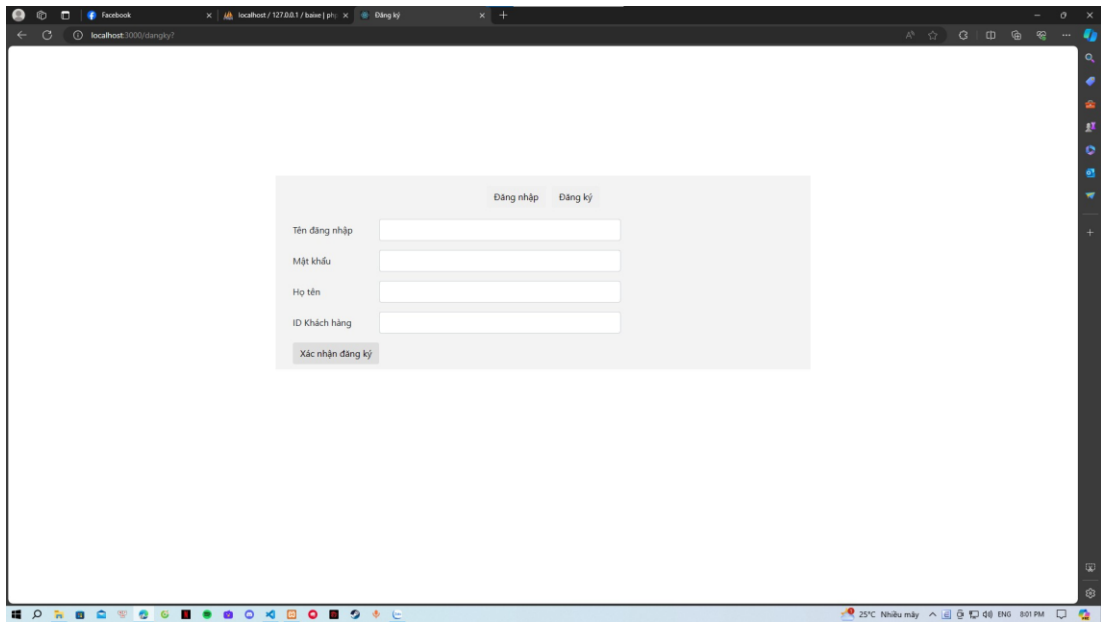 Facebook
localhost / 127.0.0.1 / baixe | ph
Đăng ký
localhost:3000/dangky?
Đăng nhập Đăng ký
Tên đăng nhập
Mật khẩu
Họ tên
ID Khách hàng
Xác nhận đăng ký
25°C Nhiều mây ENG 8:01 PM